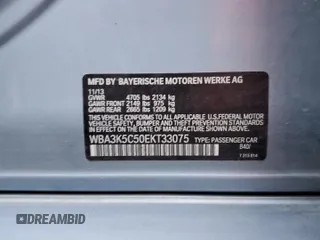 MFD BY BAYERISCHE MOTOREN WERKE AG
11/13
GVWR 4705 lbs 2134 kg
GAWR FRONT 2149 lbs 975 kg
GAWR REAR 2665 lbs 1209 kg
THIS VEHICLE CONFORMS TO ALL APPLICABLE U.S. FEDERAL MOTOR VEHICLE SAFETY, BUMPER, AND THEFT PREVENTION STANDARDS IN EFFECT ON THE DATE OF MANUFACTURE SHOWN ABOVE.
WBA3K5C50EKT33075 TYPE: PASSENGER CAR
840/
DREAMBID